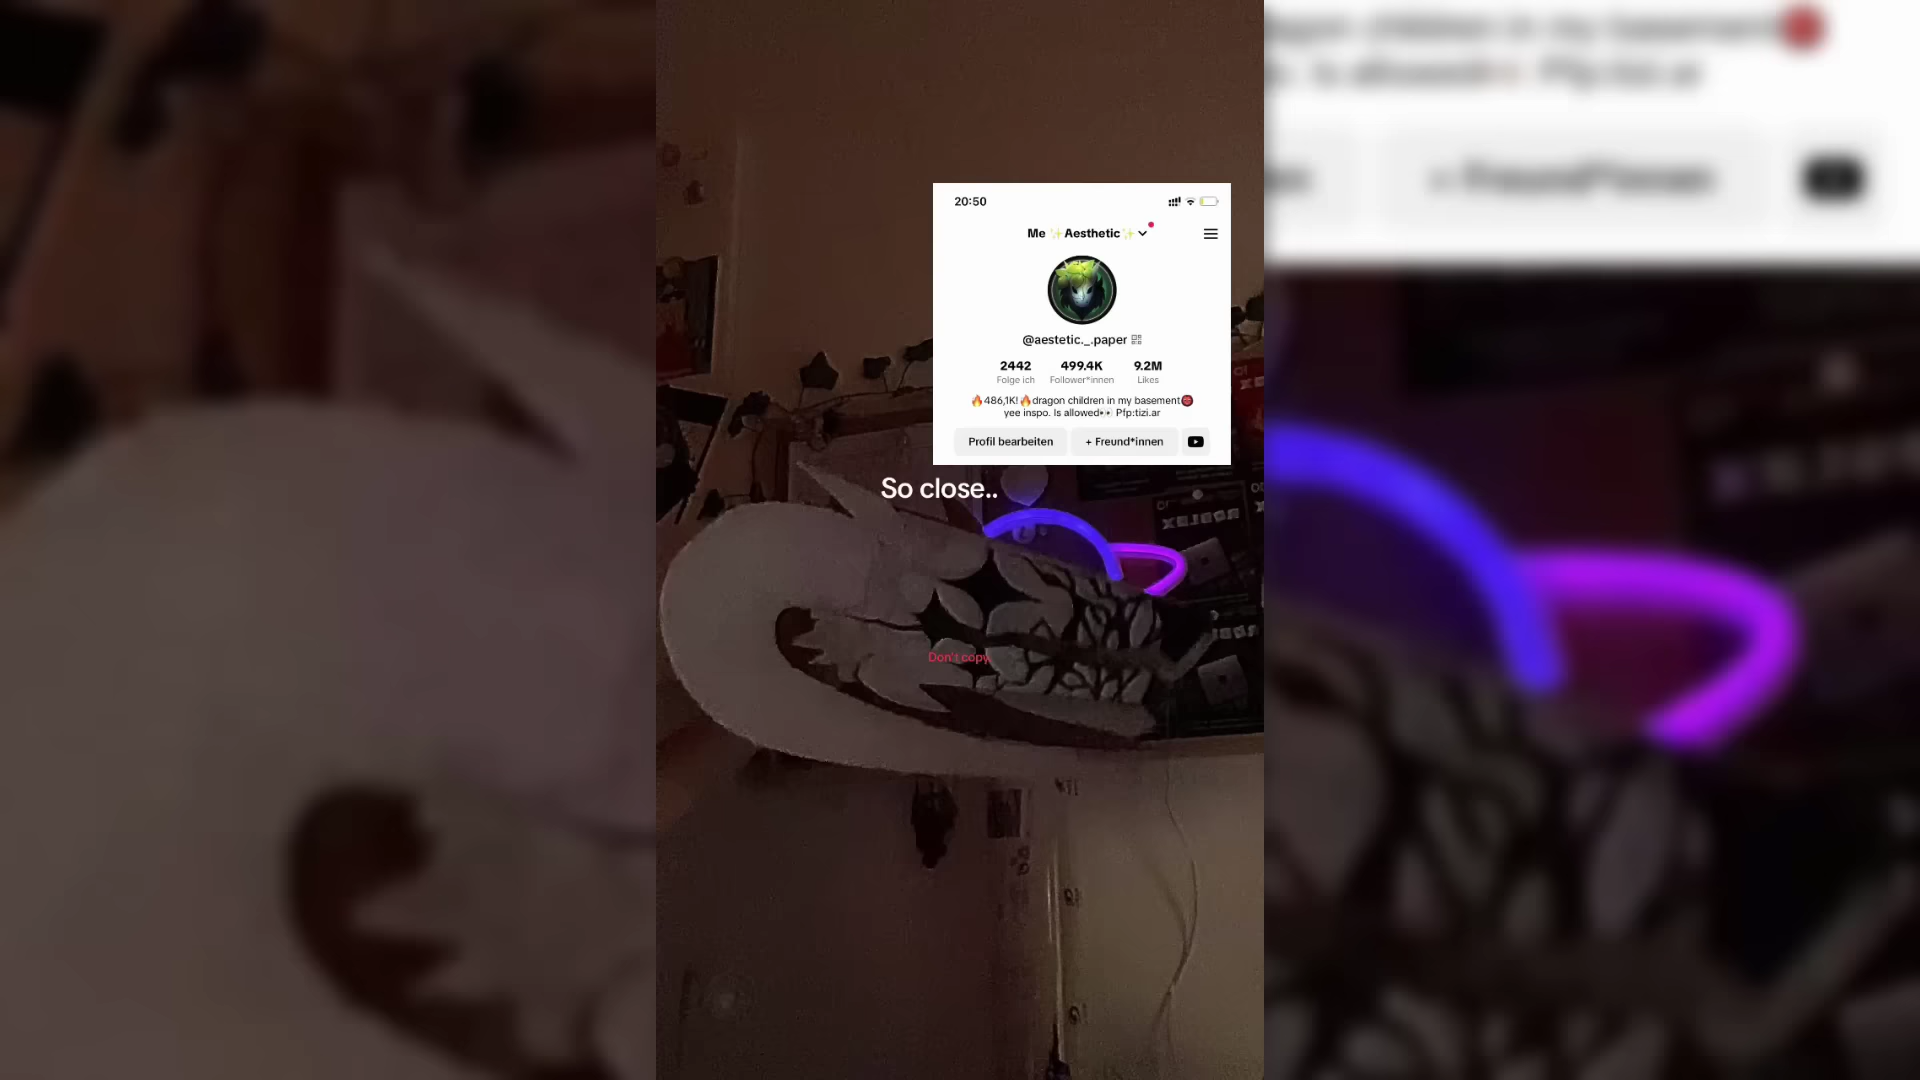 20:50
Me ✨Aesthetic✨
@aestetic._.paper
2442 499.4K 9.2M
Folge ich Follower*innen Likes
🔥486,1K!🔥dragon children in my basement👹
yee inspo. Is allowed👀 Pfp:tizi.ar
Profil bearbeiten + Freund*innen
So close..
Don't copy